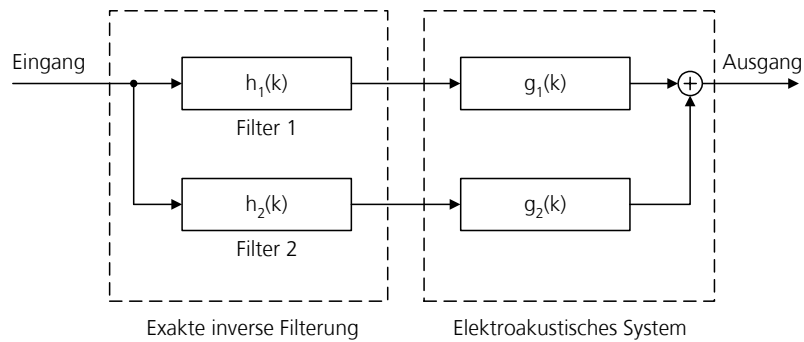 Eingang
h₁(k)
g₁(k)
+
Ausgang
Filter 1
h₂(k)
g₂(k)
Filter 2
Exakte inverse Filterung
Elektroakustisches System